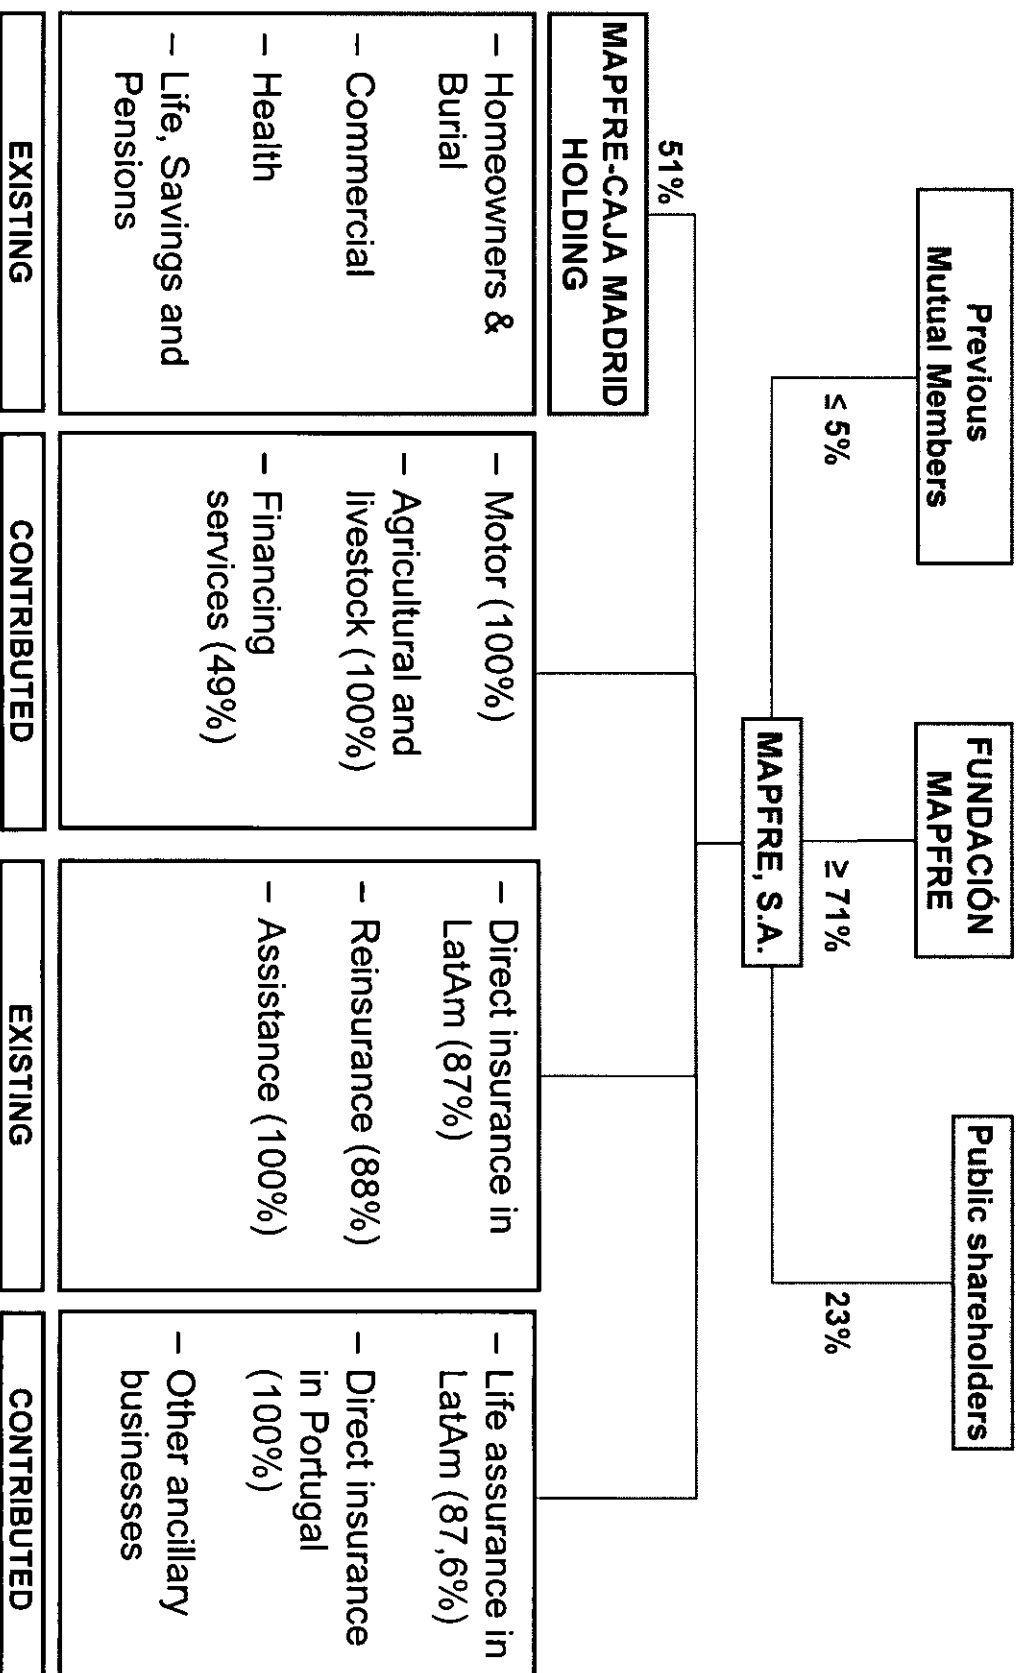 Previous
Mutual Members
FUNDACIÓN
MAPFRE
Public shareholders
≤ 5%
≥ 71%
23%
MAPFRE, S.A.
51%
MAPFRE-CAJA MADRID
HOLDING
– Homeowners &
Burial
– Commercial
– Health
– Life, Savings and
Pensions
EXISTING
– Motor (100%)
– Agricultural and
livestock (100%)
– Financing
services (49%)
CONTRIBUTED
– Direct insurance in
LatAm (87%)
– Reinsurance (88%)
– Assistance (100%)
EXISTING
– Life assurance in
LatAm (87,6%)
– Direct insurance
in Portugal
(100%)
– Other ancillary
businesses
CONTRIBUTED